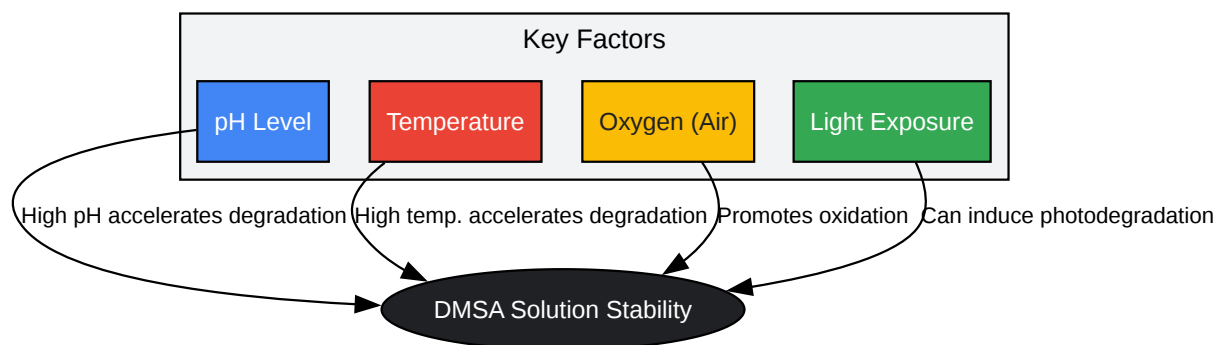 Key Factors
pH Level
Temperature
Oxygen (Air)
Light Exposure
High pH accelerates degradation
High temp. accelerates degradation
Promotes oxidation
Can induce photodegradation
DMSA Solution Stability